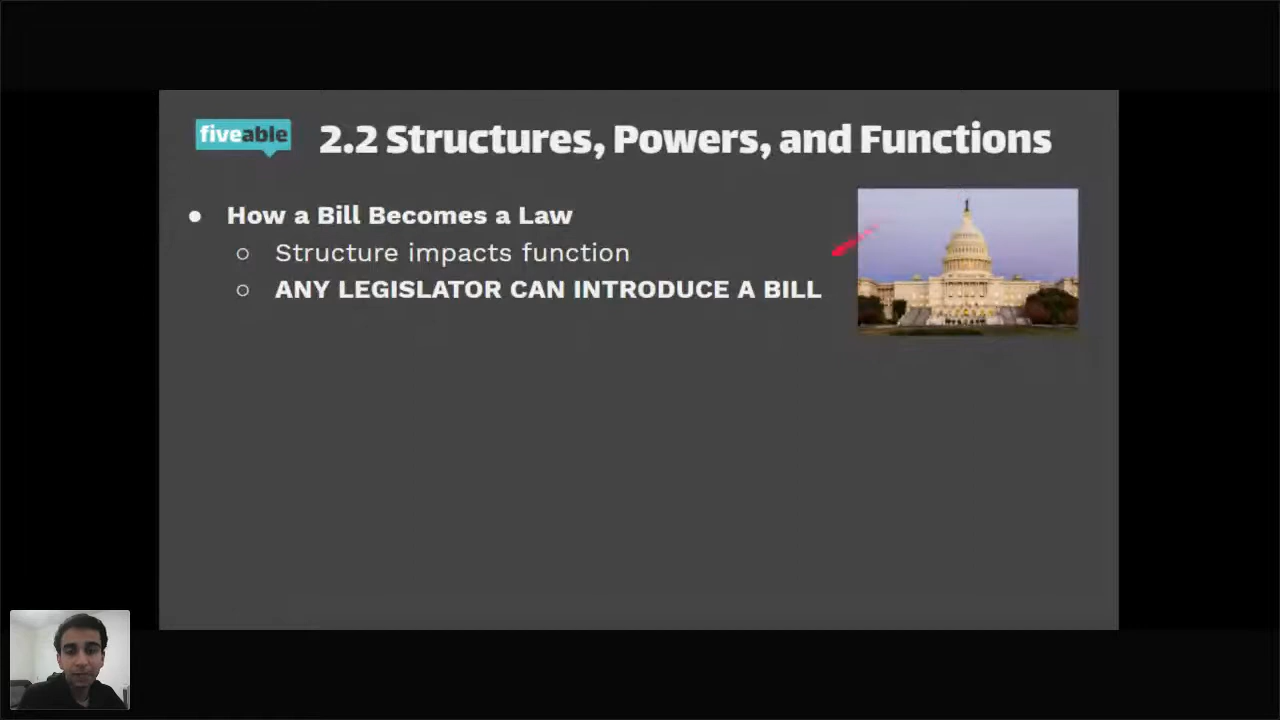 fiveable
2.2 Structures, Powers, and Functions
● How a Bill Becomes a Law
○ Structure impacts function
○ ANY LEGISLATOR CAN INTRODUCE A BILL